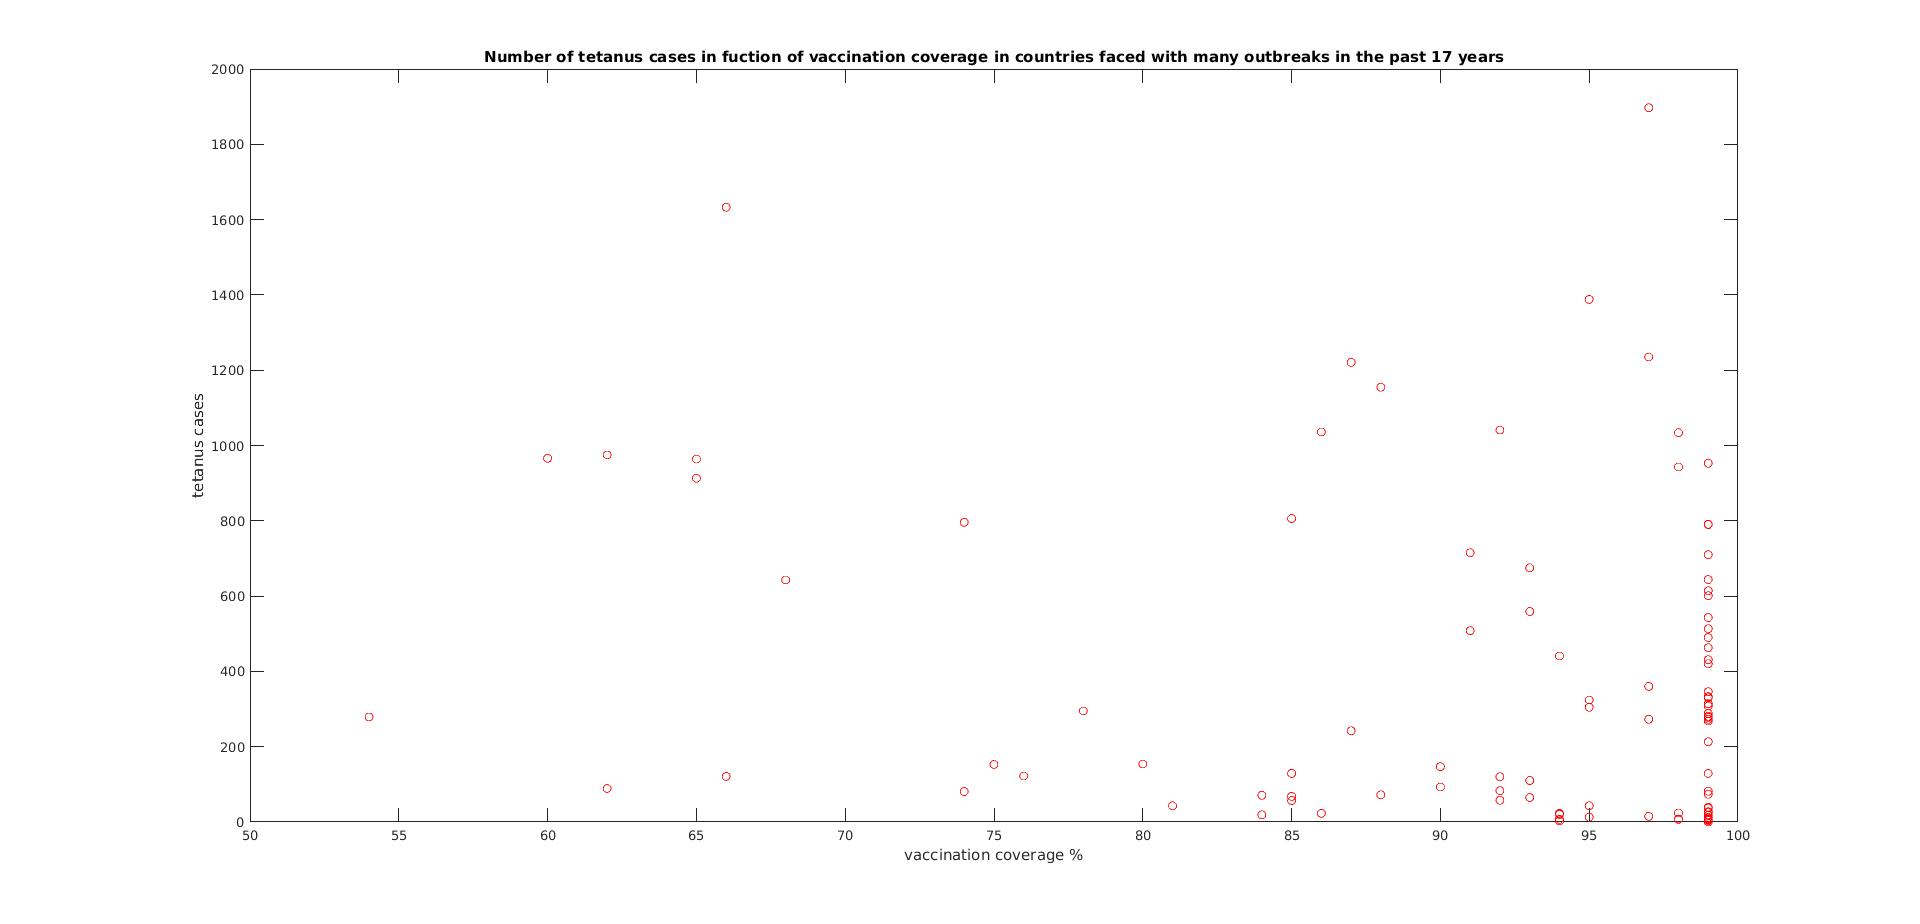 Number of tetanus cases in fuction of vaccination coverage in countries faced with many outbreaks in the past 17 years
2000
1800
1600
1400
1200
1000
800
600
400
200
0
tetanus cases
50 55 60 65 70 75 80 85 90 95 100
vaccination coverage %